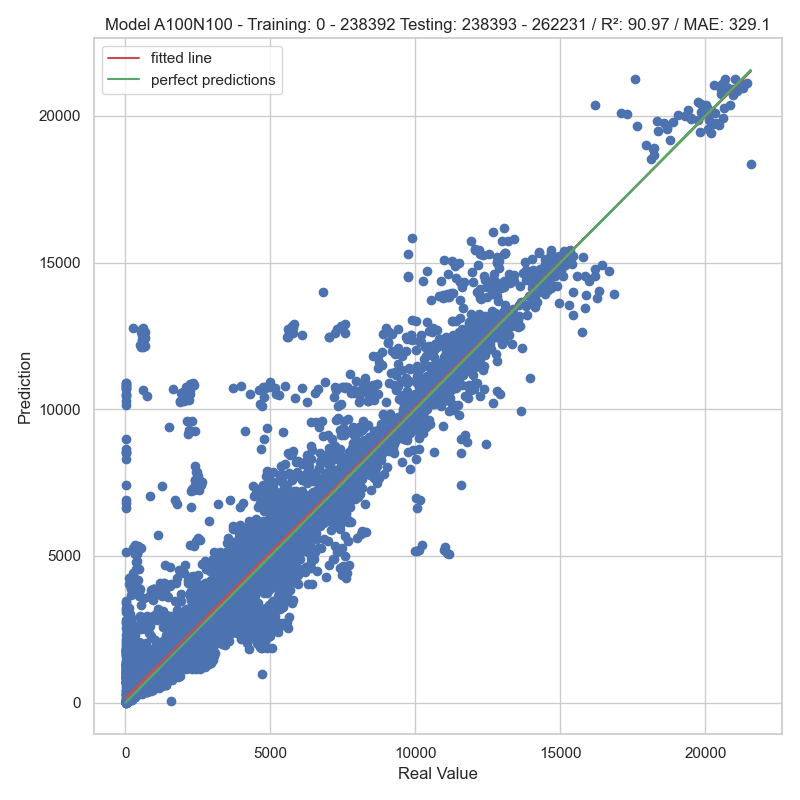 Model A100N100 - Training: 0 - 238392 Testing: 238393 - 262231 / R²: 90.97 / MAE: 329.1
fitted line
perfect predictions
20000
15000
10000
5000
0
Prediction
0 5000 10000 15000 20000
Real Value